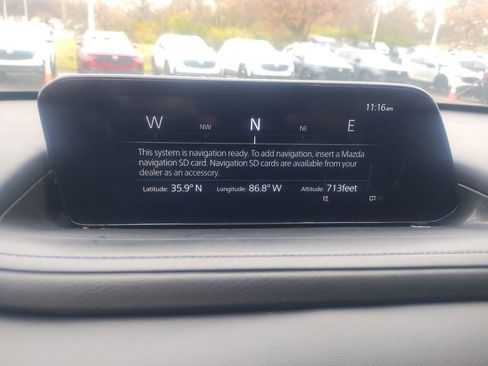 11:16am
W NW N NE E
This system is navigation ready. To add navigation, insert a Mazda
navigation SD card. Navigation SD cards are available from your
dealer as an accessory.
Latitude: 35.9° N Longitude: 86.8° W Altitude: 713feet